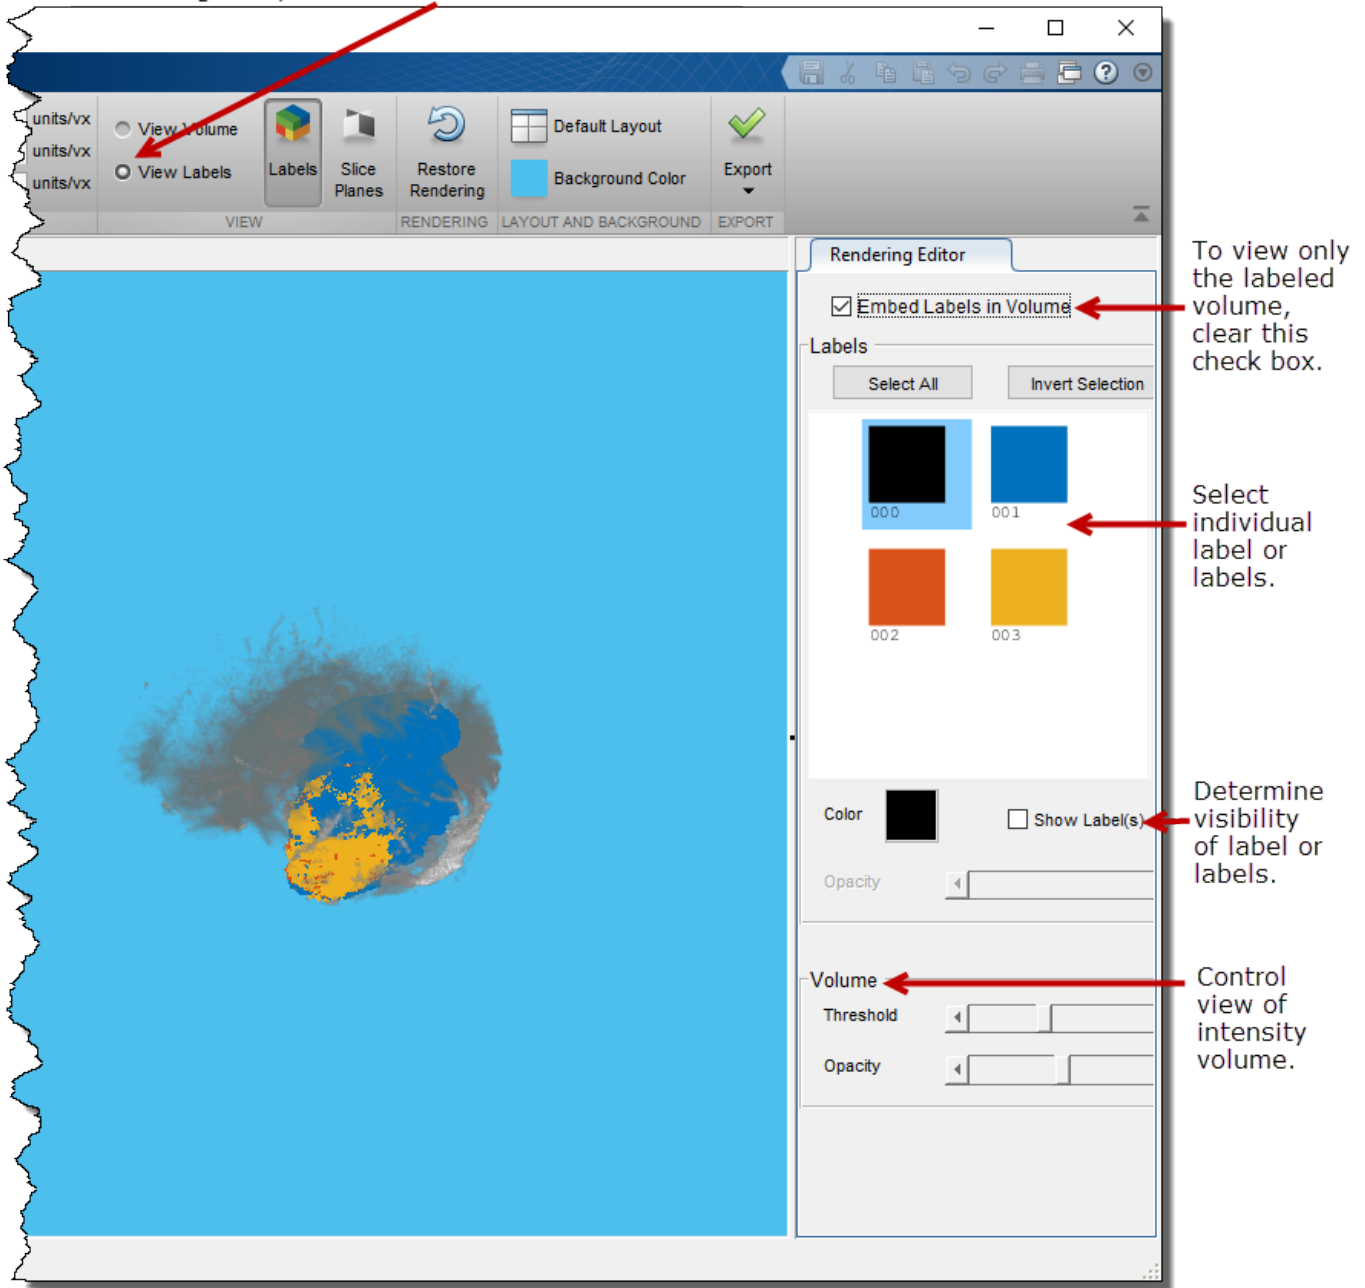 units/vx
units/vx
units/vx
View Volume
View Labels
Labels
Slice
Planes
Restore
Rendering
Default Layout
Background Color
Export
VIEW
RENDERING
LAYOUT AND BACKGROUND
EXPORT
Rendering Editor
Embed Labels in Volume
To view only
the labeled
volume,
clear this
check box.
Labels
Select All
Invert Selection
000
001
002
003
Select
individual
label or
labels.
Color
Show Label(s)
Opacity
Determine
visibility
of label or
labels.
Volume
Threshold
Opacity
Control
view of
intensity
volume.